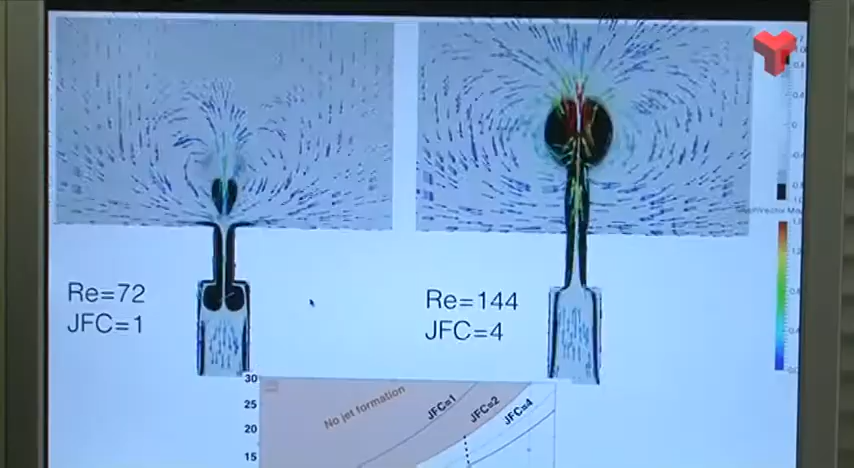 Re=72
JFC=1
Re=144
JFC=4
30
25
20
15
No jet formation
JFC=1
JFC=2
JFC=4